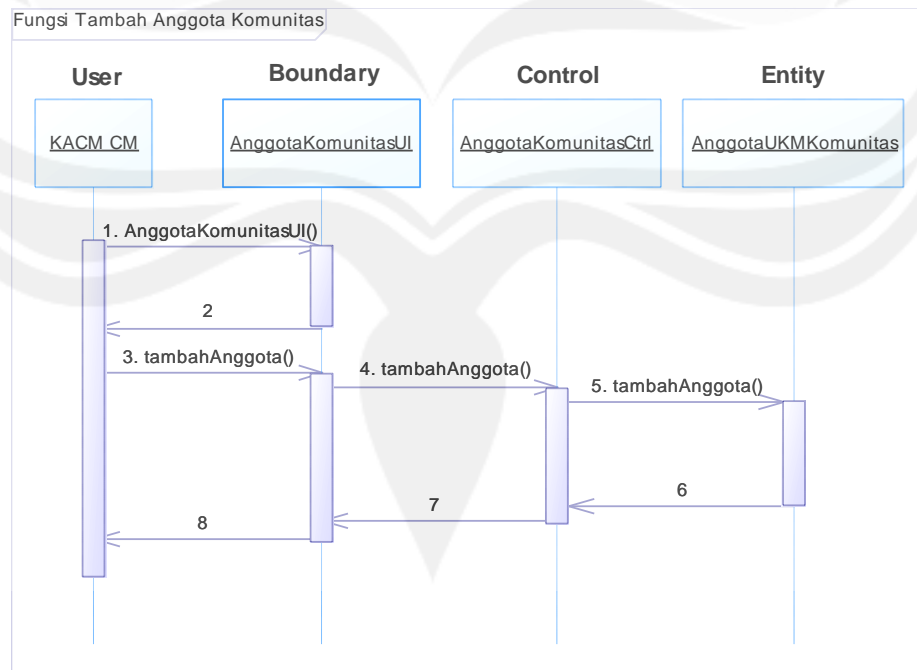 Fungsi Tambah Anggota Komunitas
User
Boundary
Control
Entity
KACM CM
AnggotaKomunitasUI
AnggotaKomunitasCtrl
AnggotaUKMKomunitas
1. AnggotaKomunitasUI()
2
3. tambahAnggota()
4. tambahAnggota()
5. tambahAnggota()
6
7
8